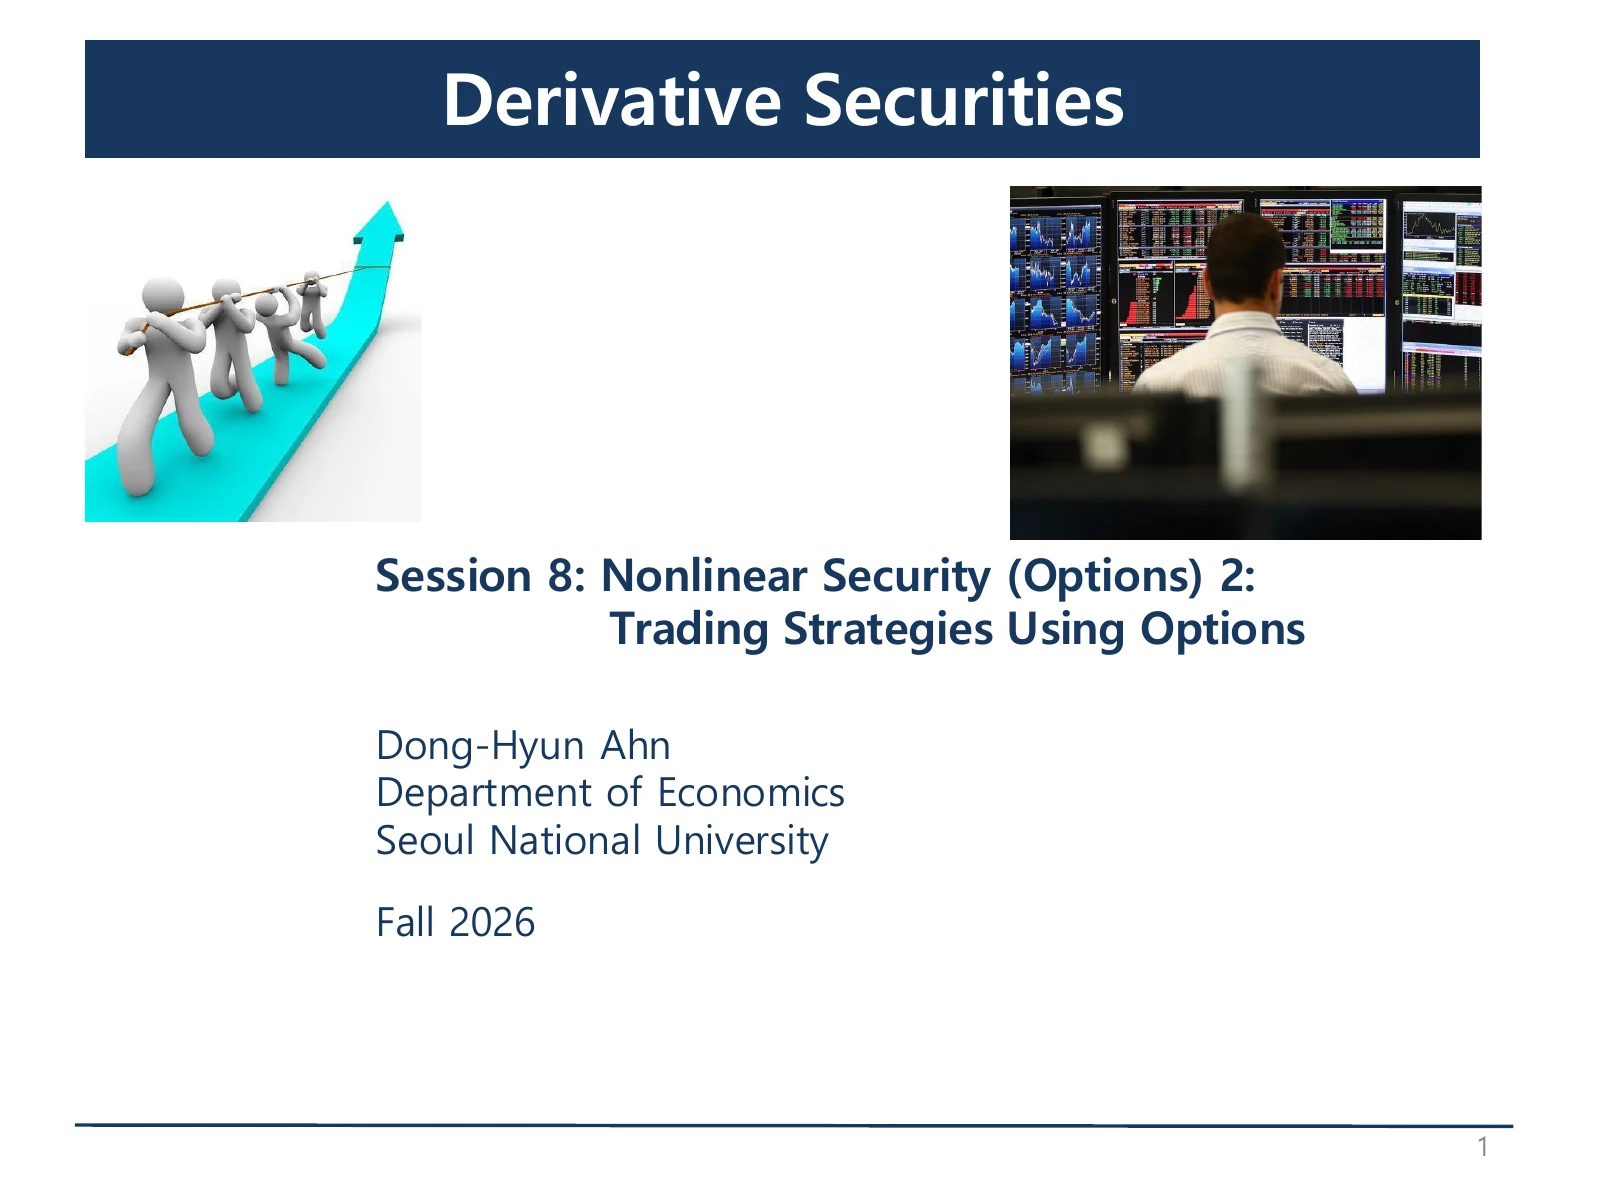 Derivative Securities
Session 8: Nonlinear Security (Options) 2:
Trading Strategies Using Options
Dong-Hyun Ahn
Department of Economics
Seoul National University
Fall 2026
1